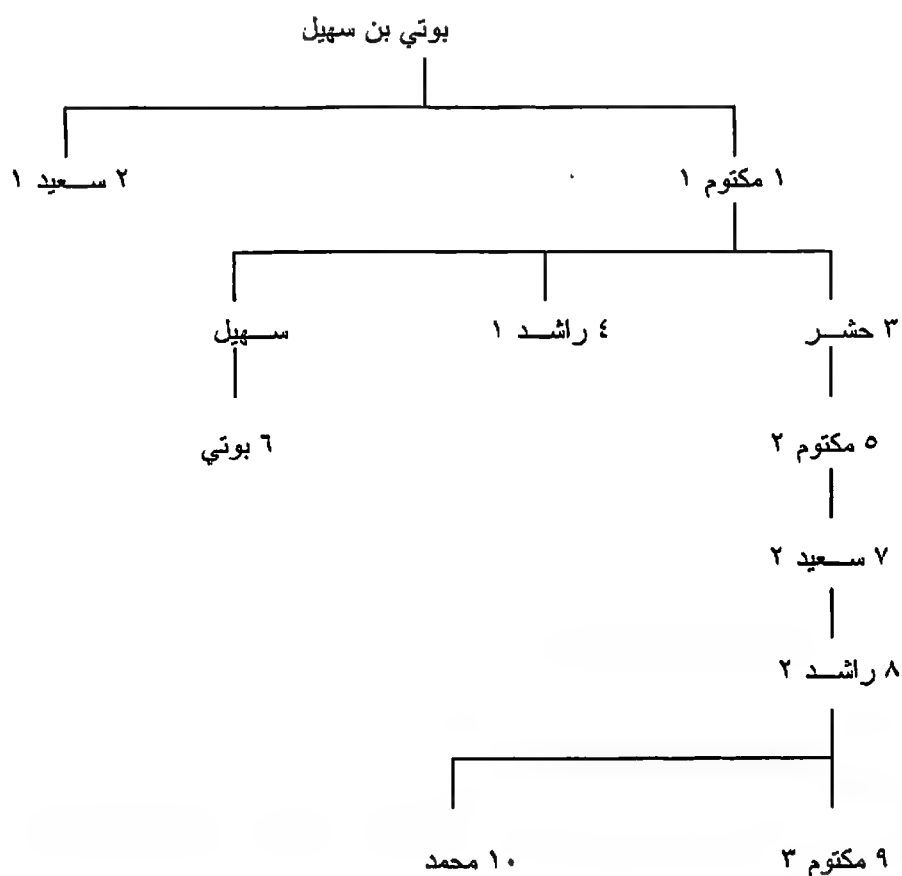 بوتي بن سهيل
١ مكتوم ١
٢ سعيد ١
٣ حشر
٤ راشد ١
سهيل
٥ مكتوم ٢
٦ بوتي
٧ سعيد ٢
٨ راشد ٢
٩ مكتوم ٣
١٠ محمد